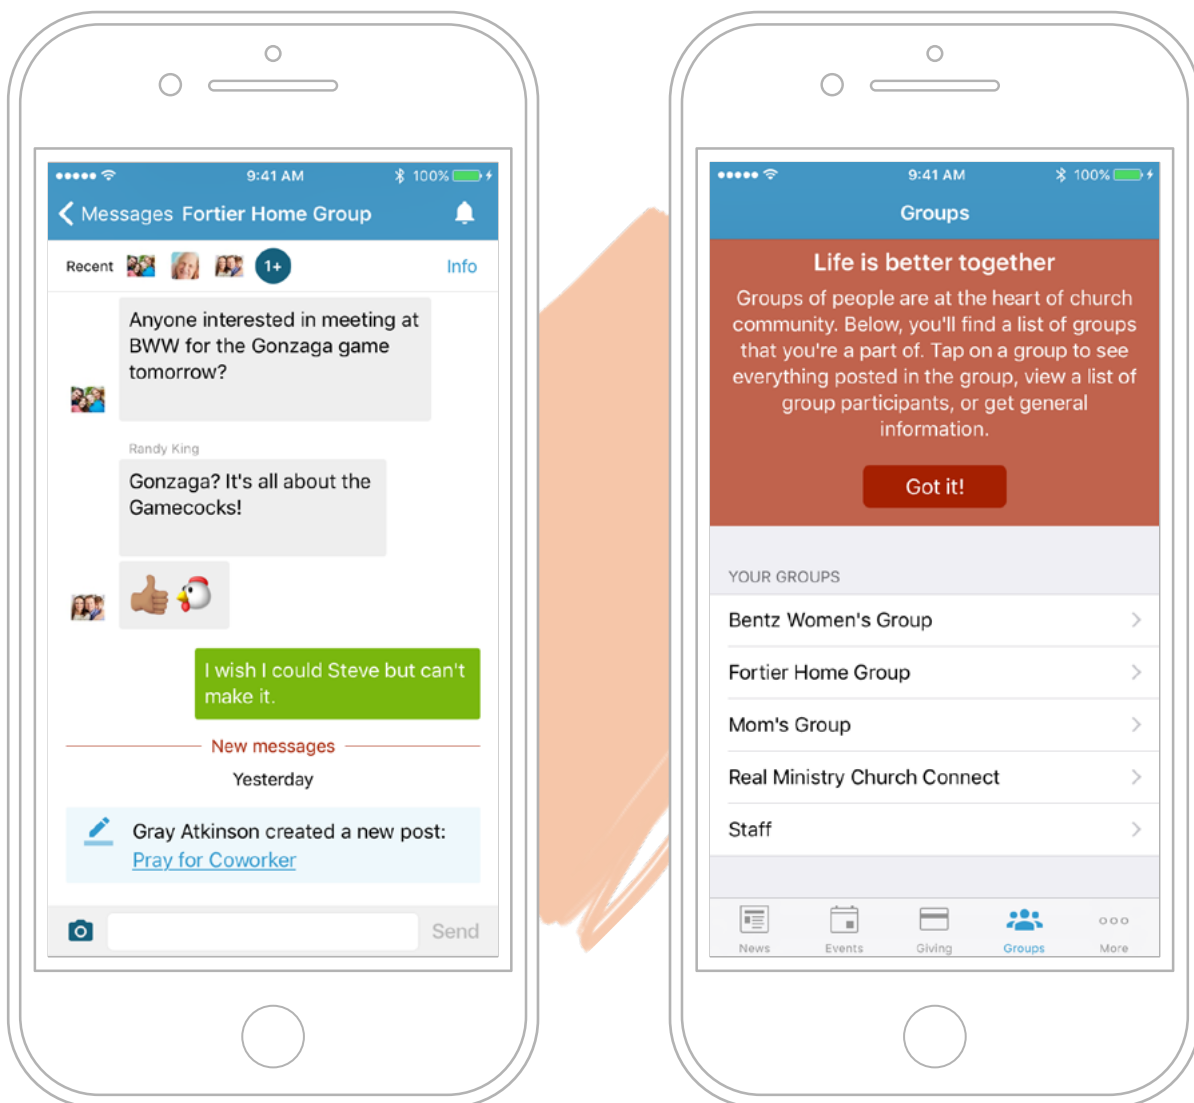 9:41 AM
100%
Messages Fortier Home Group
Recent
1+
Info
Anyone interested in meeting at
BWW for the Gonzaga game
tomorrow?
Randy King
Gonzaga? It's all about the
Gamecocks!
I wish I could Steve but can't
make it.
New messages
Yesterday
Gray Atkinson created a new post:
Pray for Coworker
Send
9:41 AM
100%
Groups
Life is better together
Groups of people are at the heart of church
community. Below, you'll find a list of groups
that you're a part of. Tap on a group to see
everything posted in the group, view a list of
group participants, or get general
information.
Got it!
YOUR GROUPS
Bentz Women's Group
Fortier Home Group
Mom's Group
Real Ministry Church Connect
Staff
News
Events
Giving
Groups
More